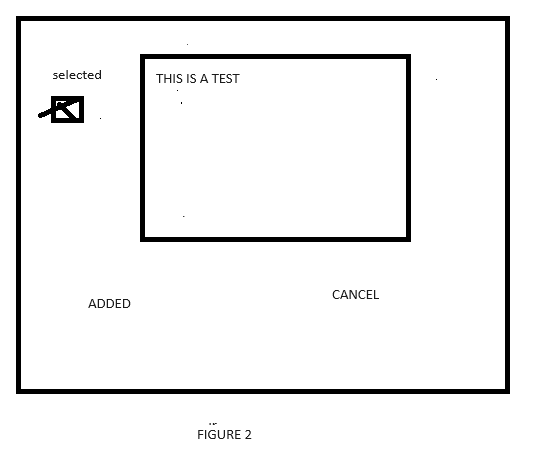 selected
THIS IS A TEST
CANCEL
ADDED
FIGURE 2